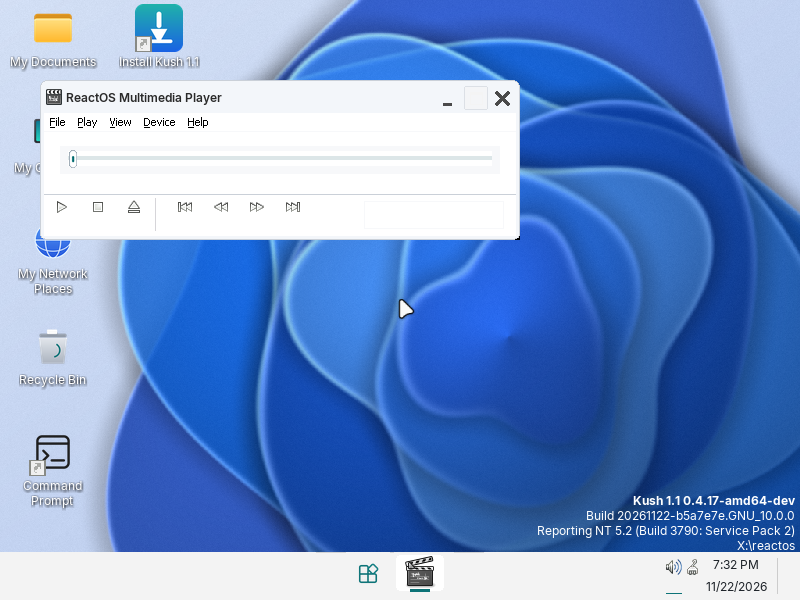 My Documents
Install Kush 1.1
ReactOS Multimedia Player
File Play View Device Help
My
My Network
Places
Recycle Bin
Command
Prompt
Kush 1.1 0.4.17-amd64-dev
Build 20261122-b5a7e7e.GNU_10.0.0
Reporting NT 5.2 (Build 3790: Service Pack 2)
X:\reactos
7:32 PM
11/22/2026